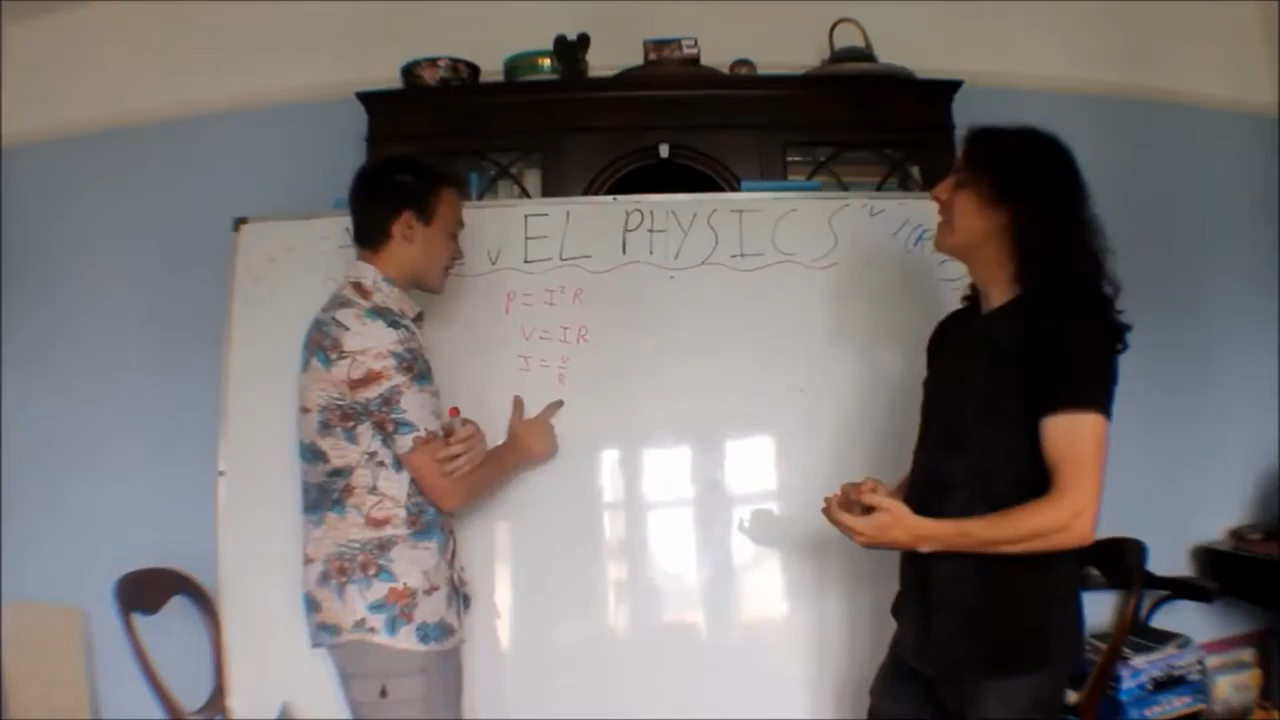 EL PHYSICS
P = I²R
V = IR
I = V/R